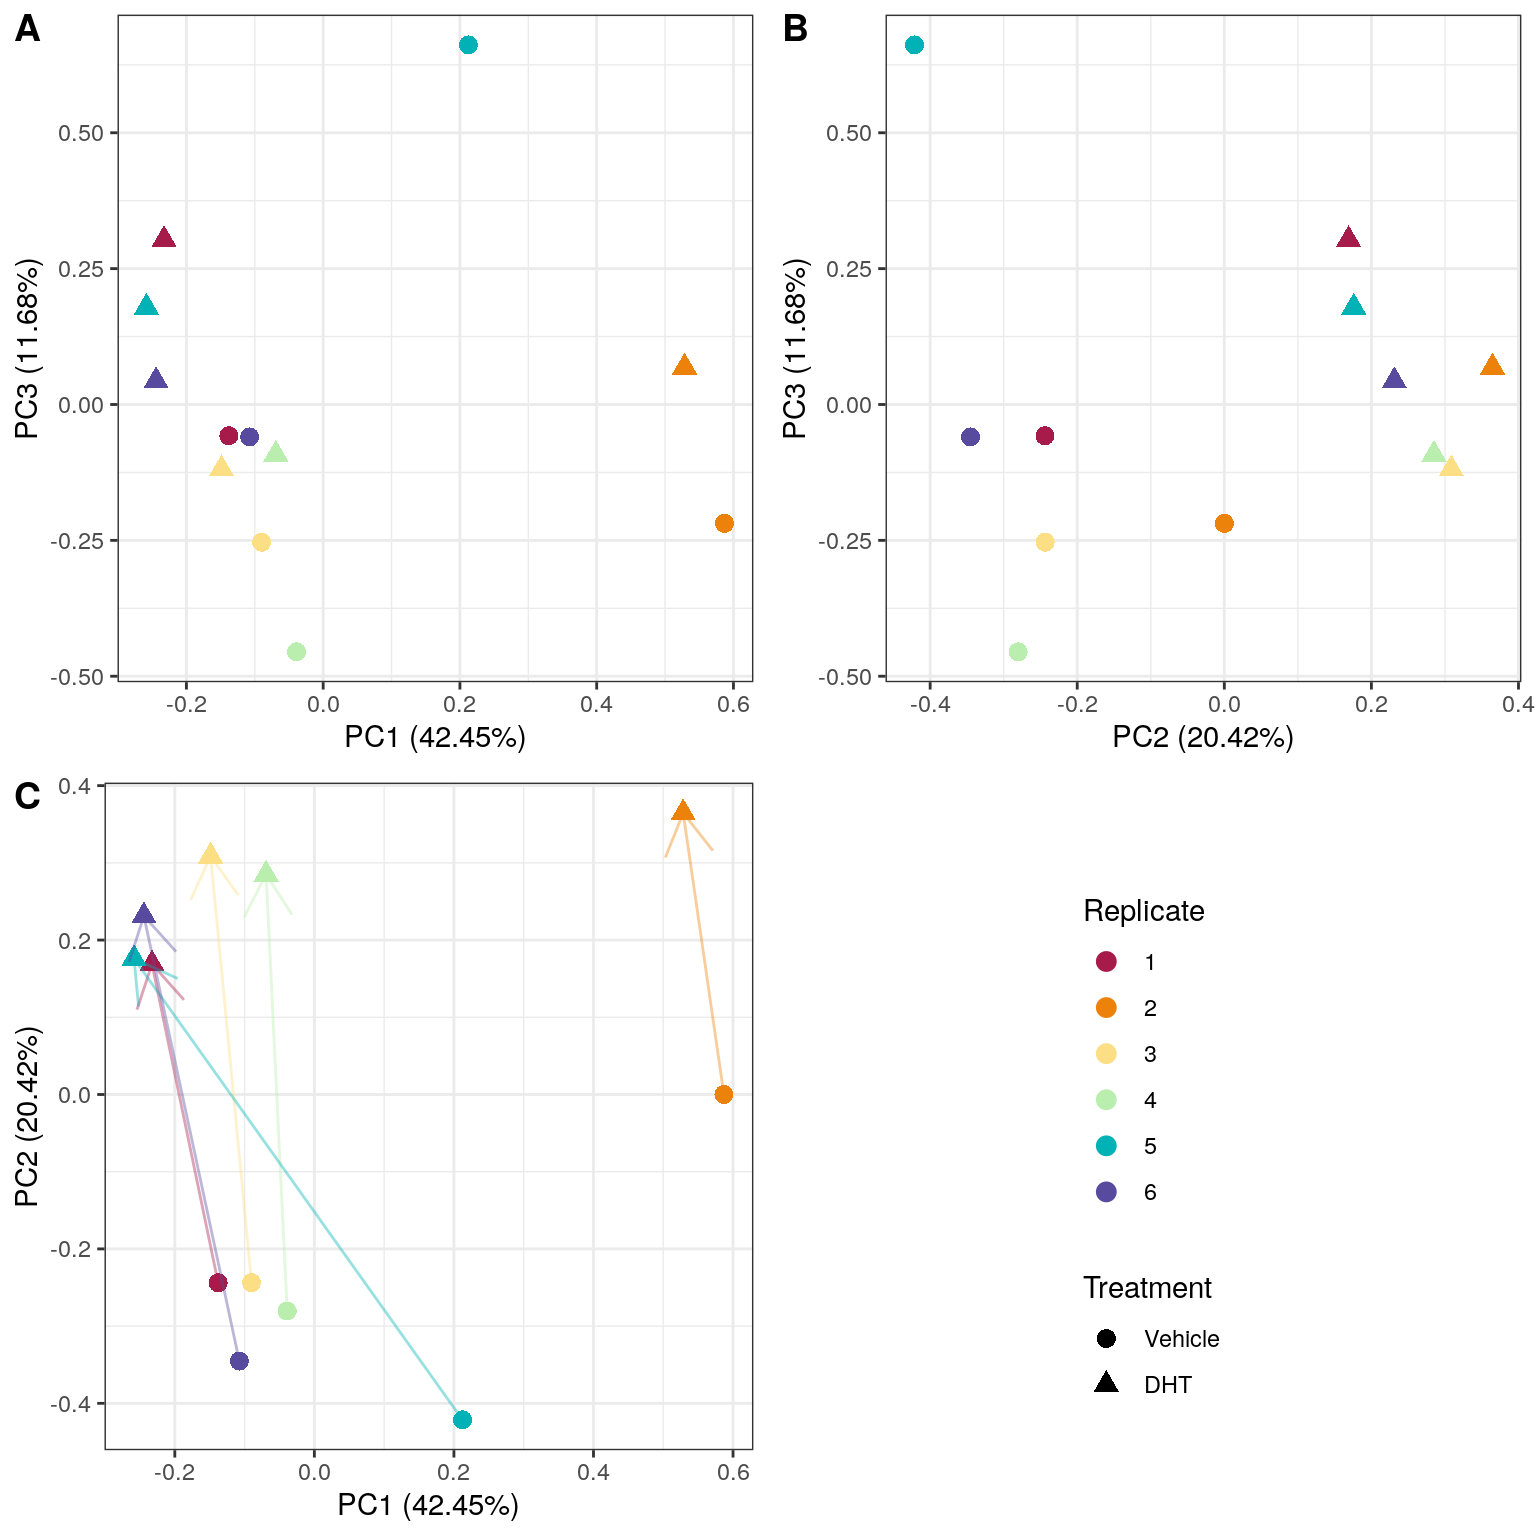 A
0.50
0.25
0.00
-0.25
-0.50
PC3 (11.68%)
-0.2 0.0 0.2 0.4 0.6
PC1 (42.45%)
B
0.50
0.25
0.00
-0.25
-0.50
PC3 (11.68%)
-0.4 -0.2 0.0 0.2 0.4
PC2 (20.42%)
C
0.4
0.2
0.0
-0.2
-0.4
PC2 (20.42%)
-0.2 0.0 0.2 0.4 0.6
PC1 (42.45%)
Replicate
1
2
3
4
5
6
Treatment
Vehicle
DHT